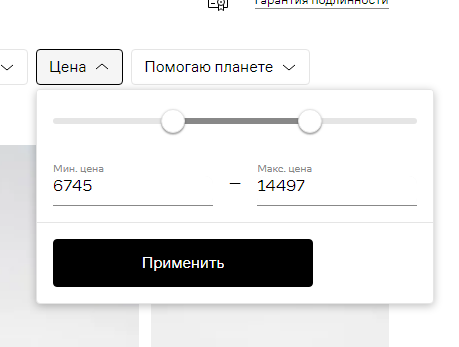 Гарантия подлинности
Цена
Помогаю планете
Мин. цена
Макс. цена
6745
–
14497
Применить